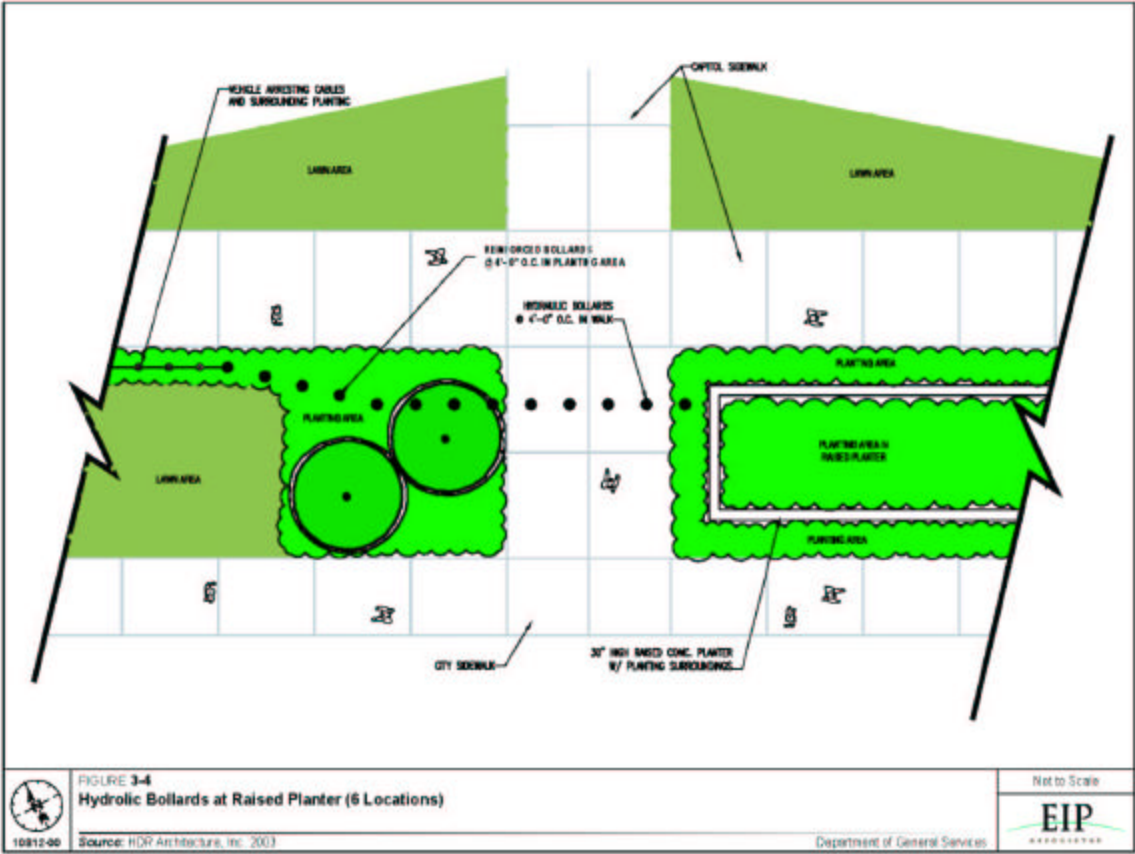 VEHICLE ARRESTING CABLES
AND SURROUNDING PLANTING
CAPITOL SIDEWALK
LAWN AREA
LAWN AREA
REINFORCED BOLLARDS
@ 4'-0" O.C. IN PLANTING AREA
HYDRAULIC BOLLARDS
@ 4'-0" O.C. IN WALK
PLANTING AREA
PLANTING AREA
PLANTING AREA IN
RAISED PLANTER
LAWN AREA
PLANTING AREA
CITY SIDEWALK
30" HIGH RAISED CONC. PLANTER
W/ PLANTING SURROUNDINGS
FIGURE 3-4
Hydrolic Bollards at Raised Planter (6 Locations)
Not to Scale
EIP
ASSOCIATES
10812-00
Source: HDR Architecture, Inc. 2003
Department of General Services